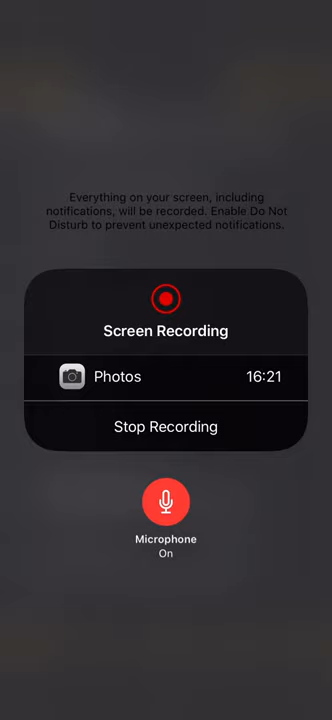 Everything on your screen, including
notifications, will be recorded. Enable Do Not
Disturb to prevent unexpected notifications.
Screen Recording
Photos 16:21
Stop Recording
Microphone
On